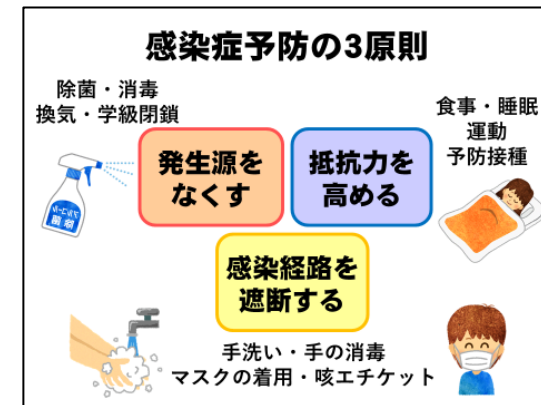 感染症予防の3原則
除菌・消毒
換気・学級閉鎖
発生源を
なくす
抵抗力を
高める
食事・睡眠
運動
予防接種
感染経路を
遮断する
手洗い・手の消毒
マスクの着用・咳エチケット